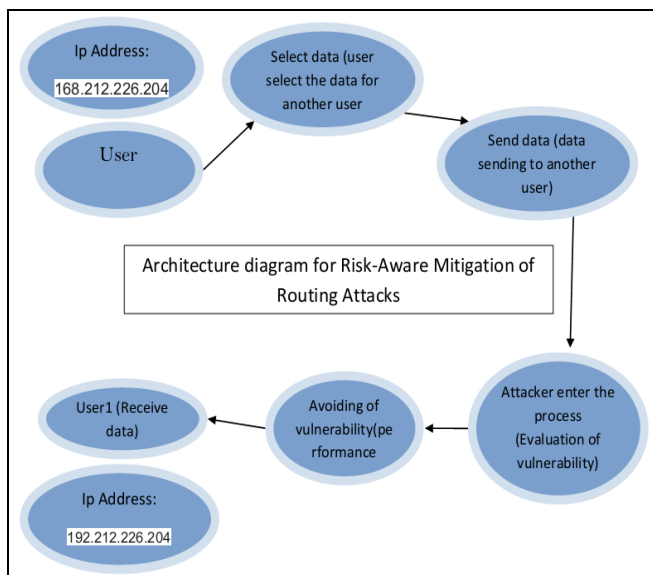 Ip Address:
168.212.226.204
User
Select data (user
select the data for
another user
Send data (data
sending to another
user)
Architecture diagram for Risk-Aware Mitigation of
Routing Attacks
Attacker enter the
process
(Evaluation of
vulnerability)
Avoiding of
vulnerability(pe
rformance
User1 (Receive
data)
Ip Address:
192.212.226.204